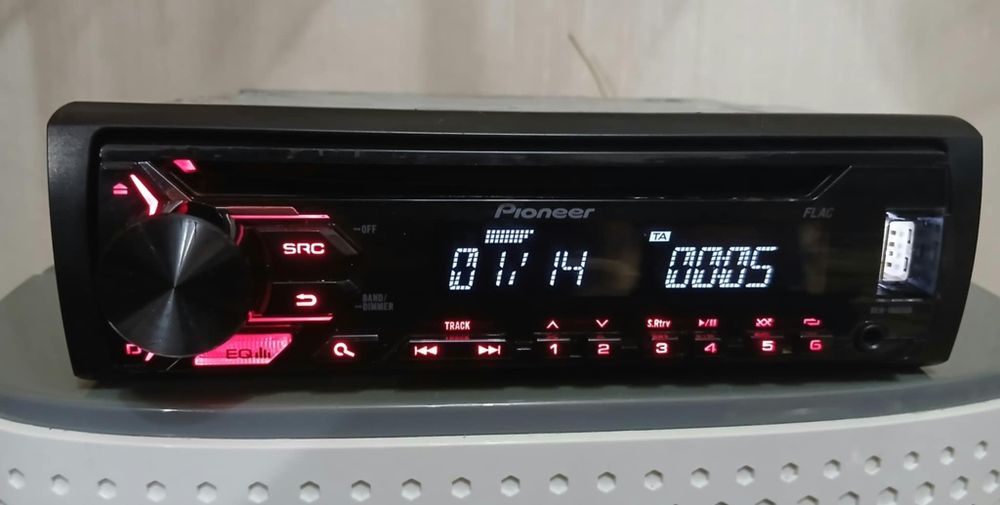 Pioneer
FLAC
OFF
SRC
TA
01/14 0005
BAND/
DIMMER
TRACK
S.Rtrv
EQ
1 2 3 4 5 6